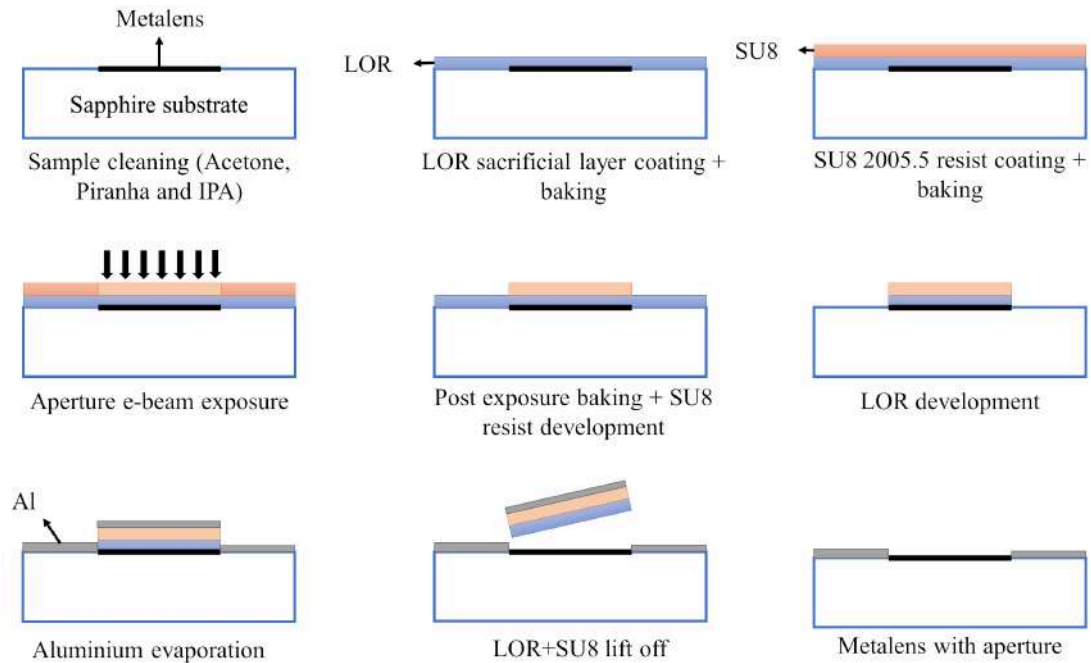 Metalens
Sapphire substrate
Sample cleaning (Acetone,
Piranha and IPA)
LOR
LOR sacrificial layer coating +
baking
SU8
SU8 2005.5 resist coating +
baking
Aperture e-beam exposure
Post exposure baking + SU8
resist development
LOR development
Al
Aluminium evaporation
LOR+SU8 lift off
Metalens with aperture